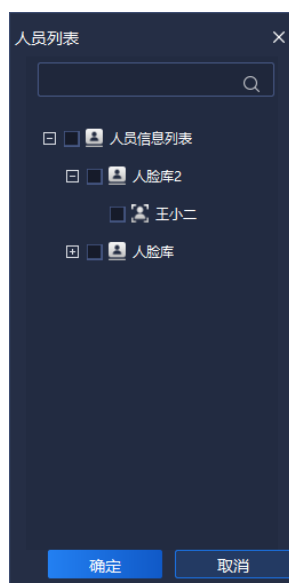 人员列表
人员信息列表
人脸库2
王小二
人脸库
确定 取消